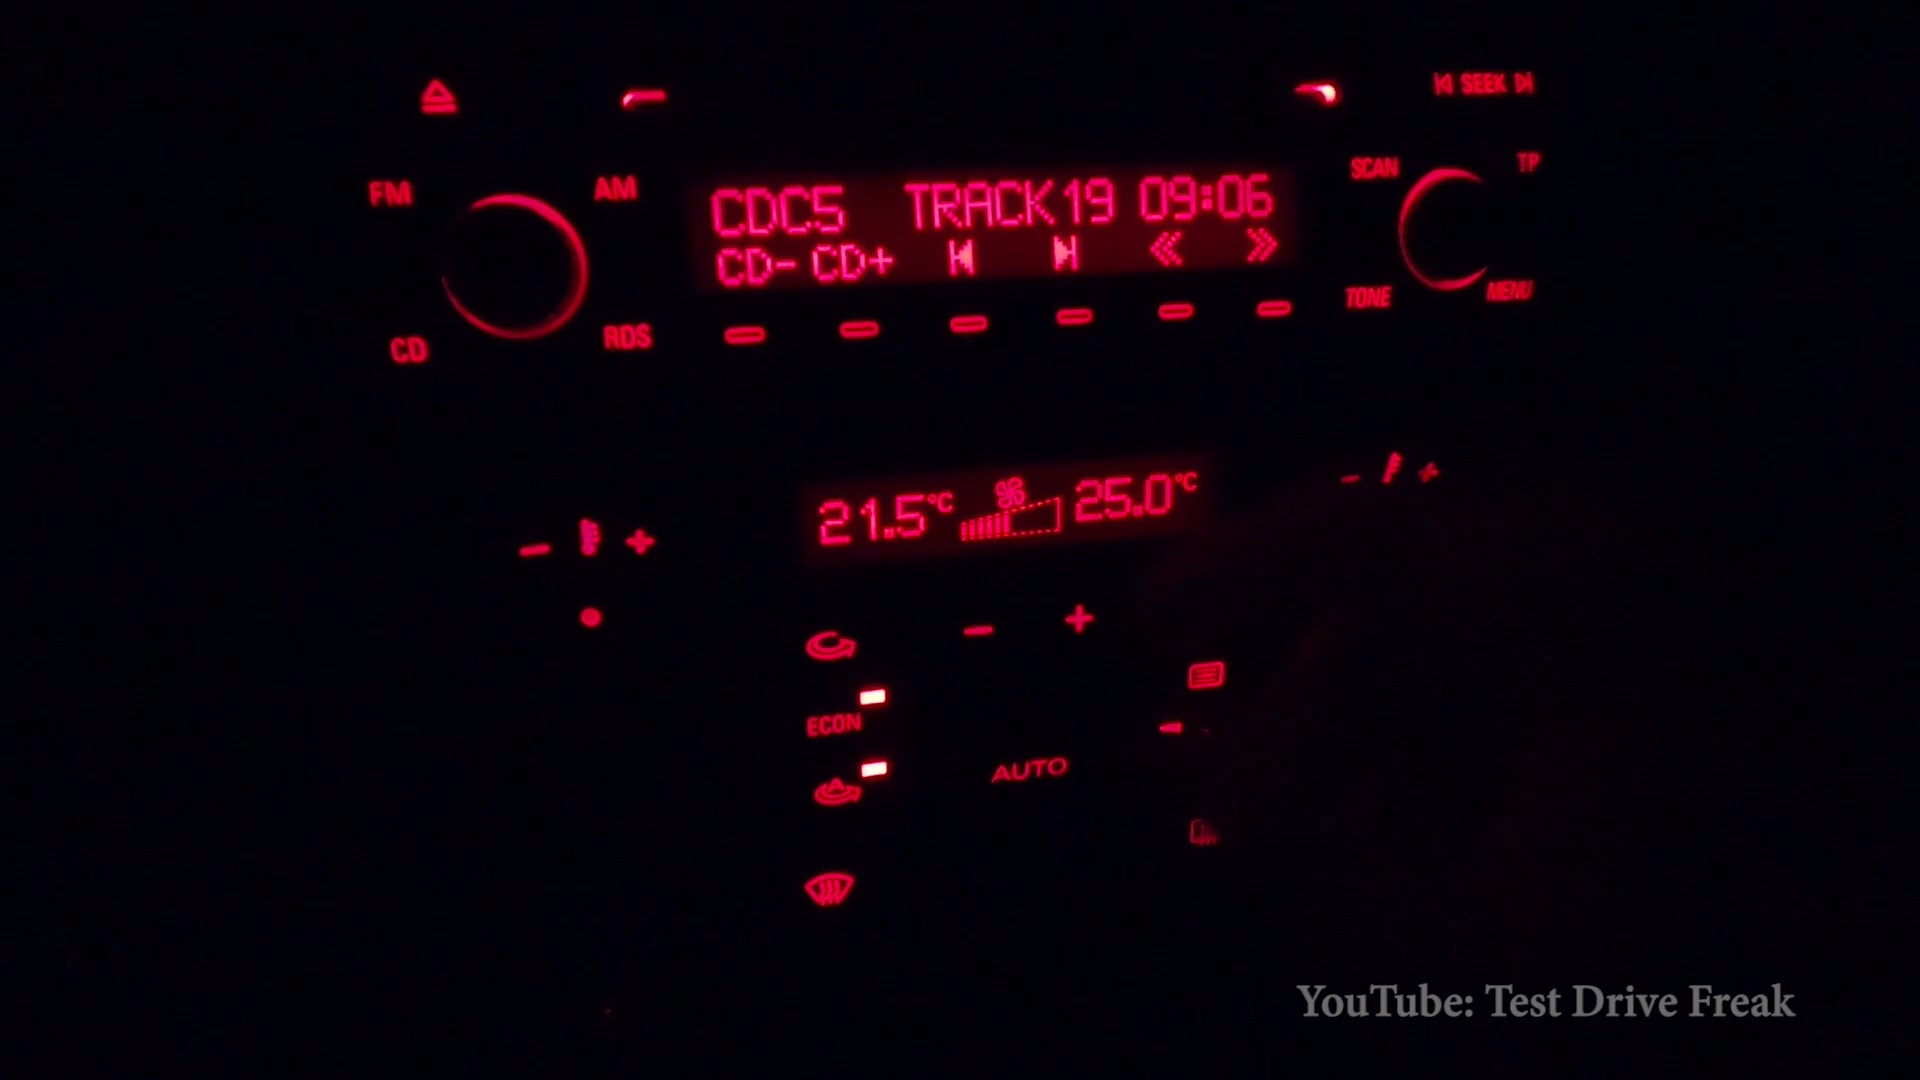 SEEK
FM AM
SCAN TP
CDC5 TRACK19 09:06
CD- CD+
TONE MENU
CD RDS
21.5°C 25.0°C
- +
- +
- +
ECON
A
AUTO
YouTube: Test Drive Freak